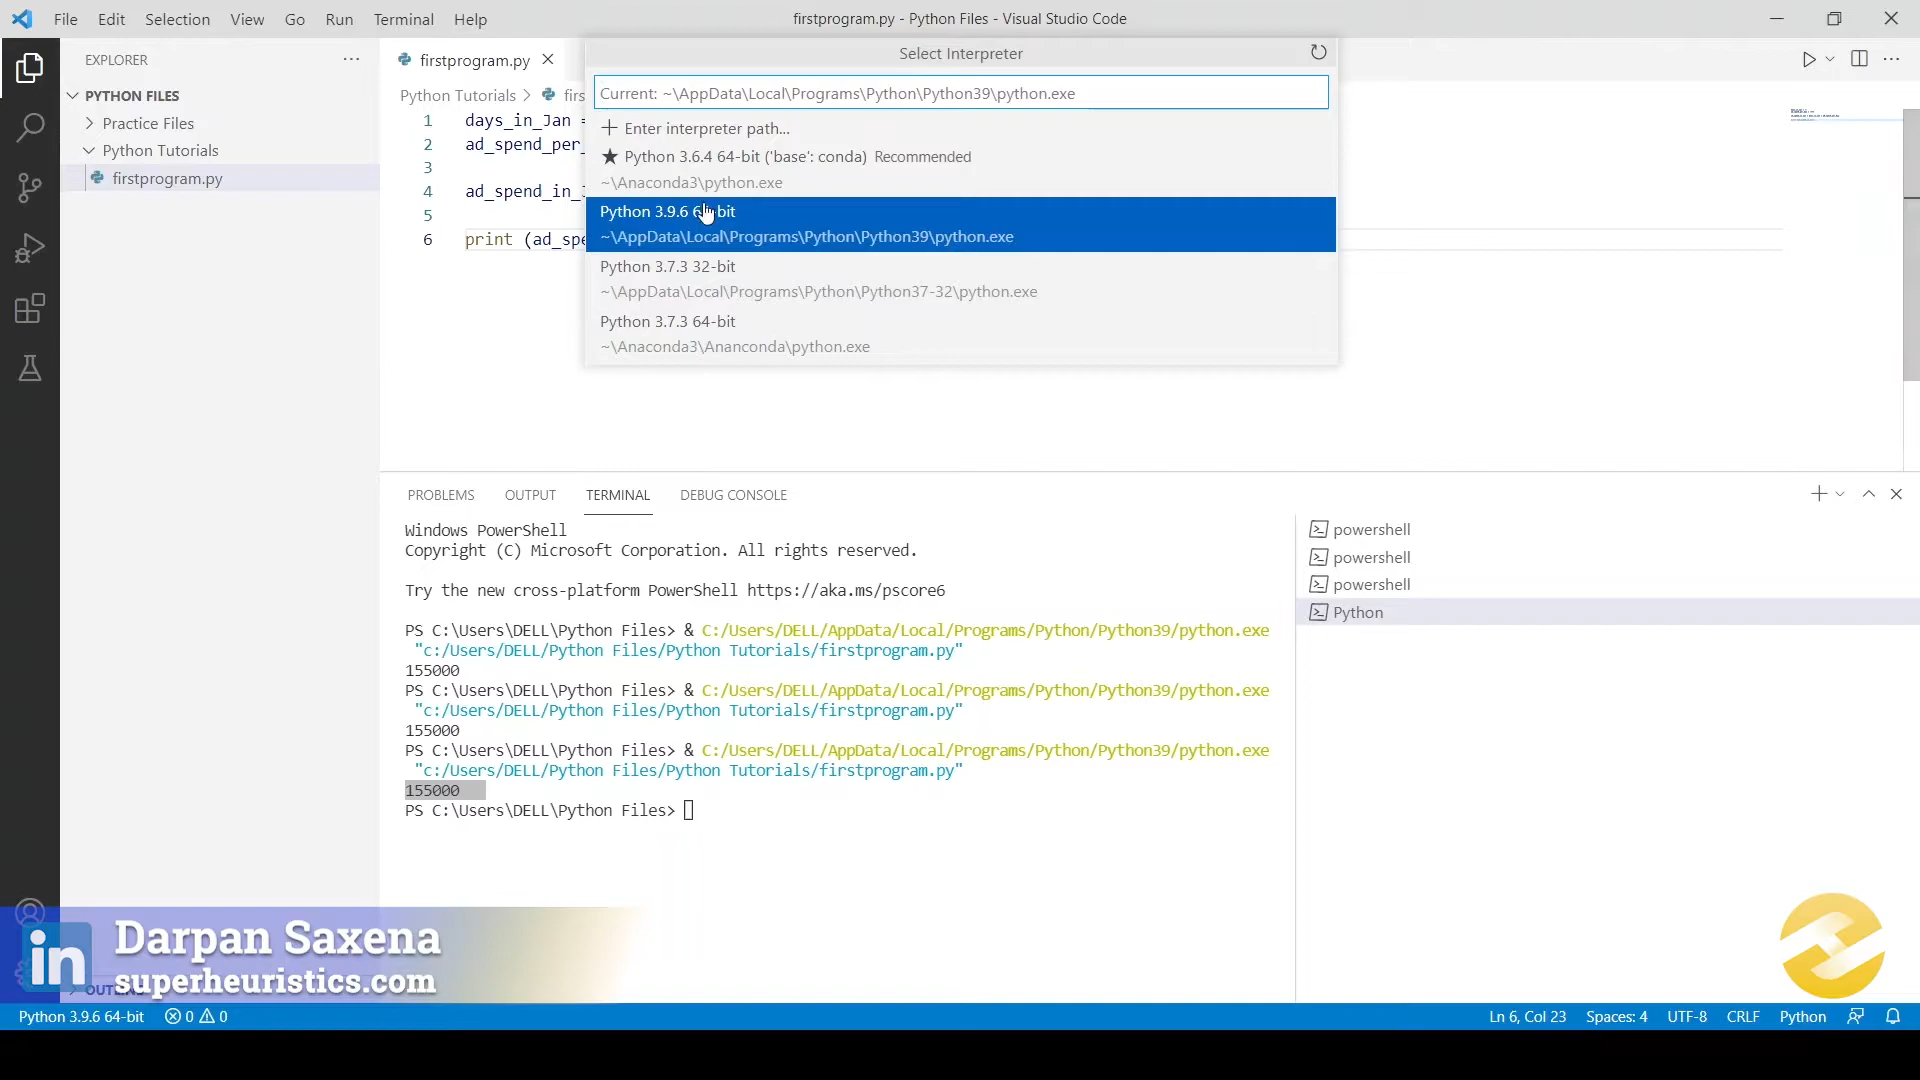 File Edit Selection View Go Run Terminal Help
firstprogram.py - Python Files - Visual Studio Code
EXPLORER
PYTHON FILES
Practice Files
Python Tutorials
firstprogram.py
firstprogram.py
Python Tutorials > firs
1 days_in_Jan =
2 ad_spend_per_
3
4 ad_spend_in_
5
6 print (ad_spe
Select Interpreter
Current: ~\AppData\Local\Programs\Python\Python39\python.exe
Enter interpreter path...
Python 3.6.4 64-bit ('base': conda) Recommended
~\Anaconda3\python.exe
Python 3.9.6 64-bit
~\AppData\Local\Programs\Python\Python39\python.exe
Python 3.7.3 32-bit
~\AppData\Local\Programs\Python\Python37-32\python.exe
Python 3.7.3 64-bit
~\Anaconda3\Ananconda\python.exe
PROBLEMS OUTPUT TERMINAL DEBUG CONSOLE
Windows PowerShell
Copyright (C) Microsoft Corporation. All rights reserved.
Try the new cross-platform PowerShell https://aka.ms/pscore6
PS C:\Users\DELL\Python Files> & C:/Users/DELL/AppData/Local/Programs/Python/Python39/python.exe
"c:/Users/DELL/Python Files/Python Tutorials/firstprogram.py"
155000
PS C:\Users\DELL\Python Files> & C:/Users/DELL/AppData/Local/Programs/Python/Python39/python.exe
"c:/Users/DELL/Python Files/Python Tutorials/firstprogram.py"
155000
PS C:\Users\DELL\Python Files> & C:/Users/DELL/AppData/Local/Programs/Python/Python39/python.exe
"c:/Users/DELL/Python Files/Python Tutorials/firstprogram.py"
155000
PS C:\Users\DELL\Python Files>
powershell
powershell
powershell
Python
in
Darpan Saxena
superheuristics.com
OUTLINE
Python 3.9.6 64-bit 0 0
Ln 6, Col 23 Spaces: 4 UTF-8 CRLF Python